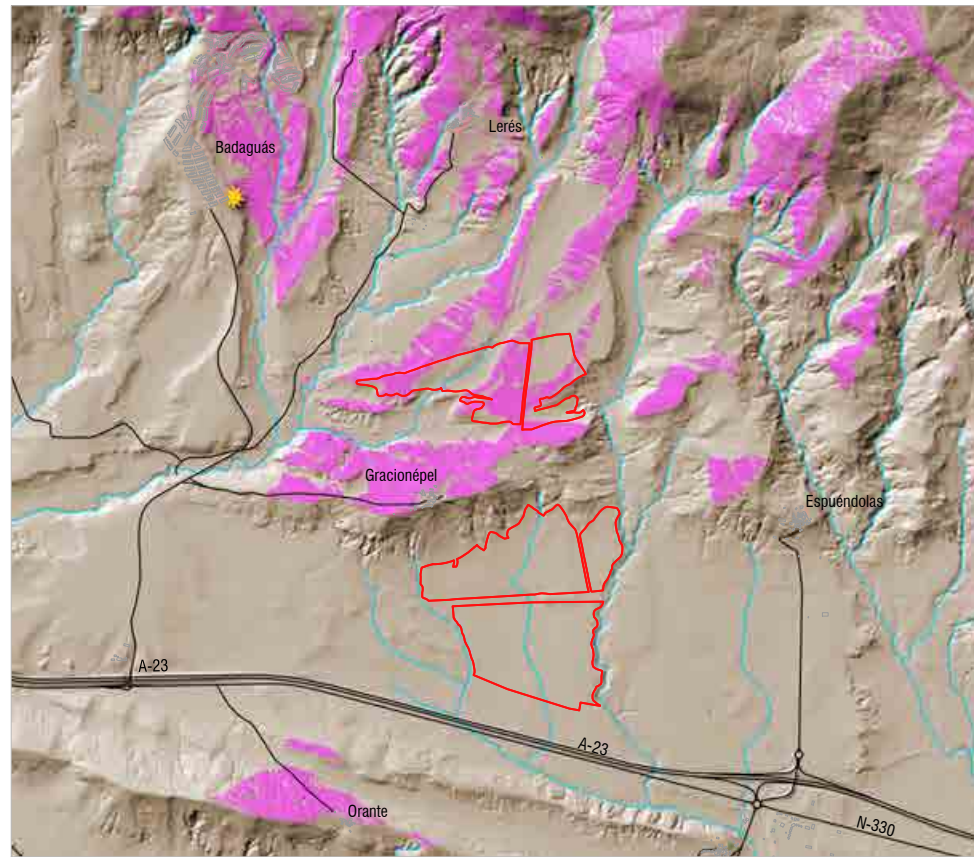 Lerés
Badaguás
Gracionépel
Espuéndolas
A-23
A-23
Orante
N-330